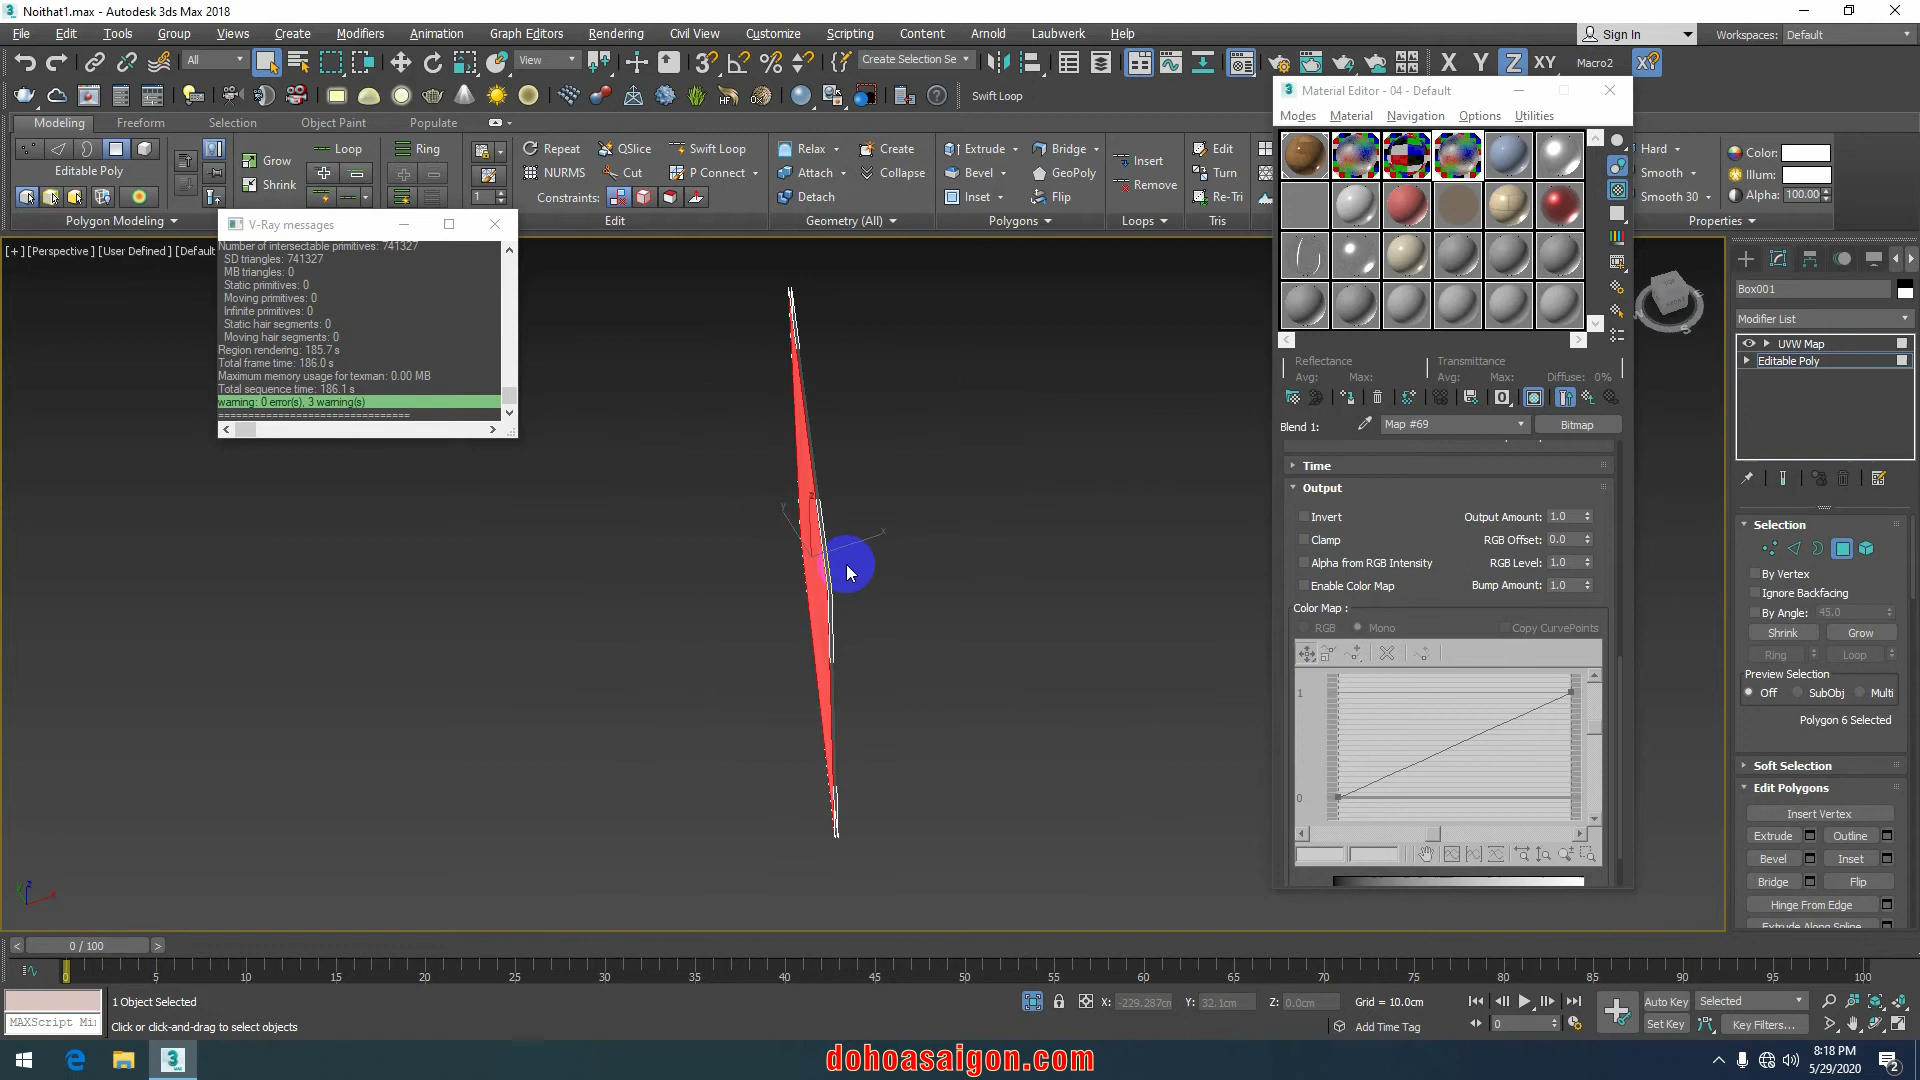 Noithat1.max - Autodesk 3ds Max 2018
File Edit Tools Group Views Create Modifiers Animation Graph Editors Rendering Civil View Customize Scripting Content Arnold Laubwerk Help Sign In Workspaces: Default
All View Create Selection Se X Y Z XY Macro2
Swift Loop
Material Editor - 04 - Default
Modes Material Navigation Options Utilities
Modeling Freeform Selection Object Paint Populate
Loop Ring Repeat QSlice Swift Loop Relax Create Extrude Bridge Insert Edit Hard Color:
Editable Poly Grow NURMS Cut P Connect Attach Collapse Bevel GeoPoly Remove Turn Smooth Illum:
Shrink 1 Constraints: Detach Inset Flip Re-Tri Smooth 30 Alpha: 100.00
Polygon Modeling Edit Geometry (All) Polygons Loops Tris Properties
V-Ray messages
Number of intersectable primitives: 741327
SD triangles: 741327
MB triangles: 0
Static primitives: 0
Moving primitives: 0
Infinite primitives: 0
Static hair segments: 0
Moving hair segments: 0
Region rendering: 185.7 s
Total frame time: 186.0 s
Maximum memory usage for texman: 0.00 MB
Total sequence time: 186.1 s
warning: 0 error(s), 3 warning(s)
==============================
[+] [Perspective] [User Defined] [Default
Reflectance Transmittance
Avg: Max: Avg: Max: Diffuse: 0%
Blend 1: Map #69 Bitmap
Time
Output
Invert Output Amount: 1.0
Clamp RGB Offset: 0.0
Alpha from RGB Intensity RGB Level: 1.0
Enable Color Map Bump Amount: 1.0
Color Map :
RGB Mono Copy CurvePoints
1
0
Box001
Modifier List
UVW Map
Editable Poly
Selection
By Vertex
Ignore Backfacing
By Angle: 45.0
Shrink Grow
Ring Loop
Preview Selection
Off SubObj Multi
Polygon 6 Selected
Soft Selection
Edit Polygons
Insert Vertex
Extrude Outline
Bevel Inset
Bridge Flip
Hinge From Edge
Extrude Along Spline
y x
z x
0 / 100
0 5 10 15 20 25 30 35 40 45 50 55 60 65 70 75 80 85 90 95 100
1 Object Selected X: -229.287cm Y: 32.1cm Z: 0.0cm Grid = 10.0cm Auto Key Selected
MAXScript Mi Click or click-and-drag to select objects Add Time Tag 0 Set Key Key Filters...
dohoasaigon.com
8:18 PM
5/29/2020
2